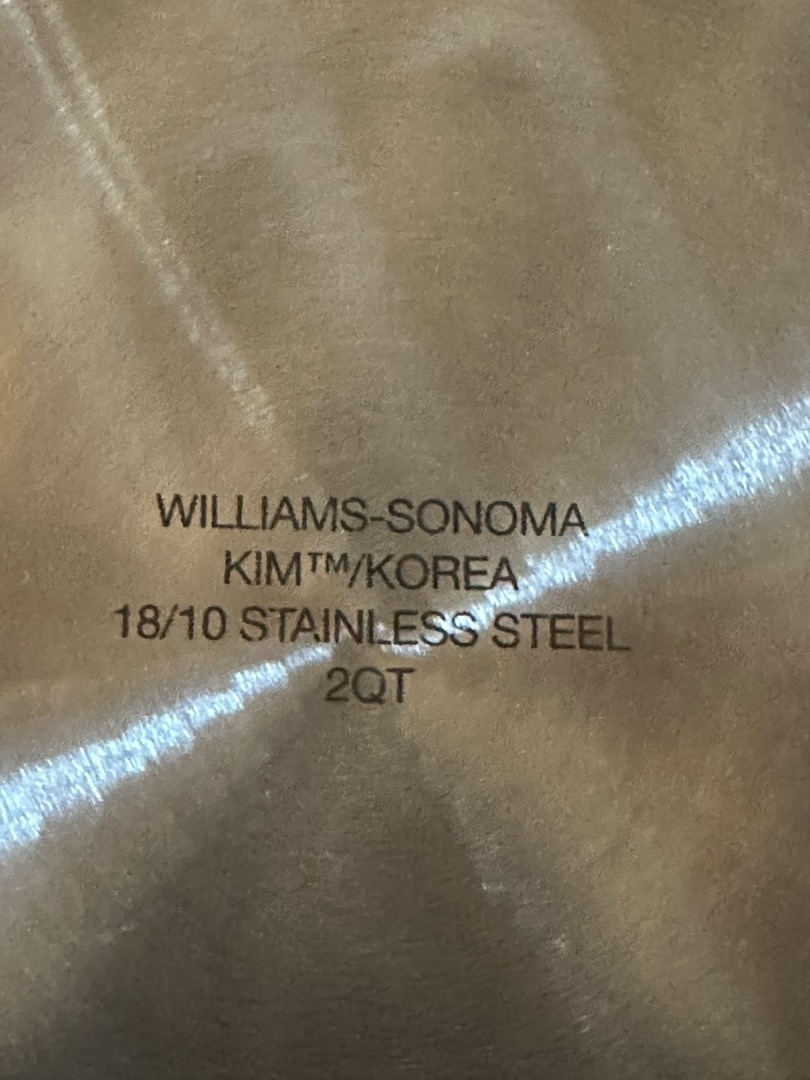 WILLIAMS-SONOMA
KIM™/KOREA
18/10 STAINLESS STEEL
2QT